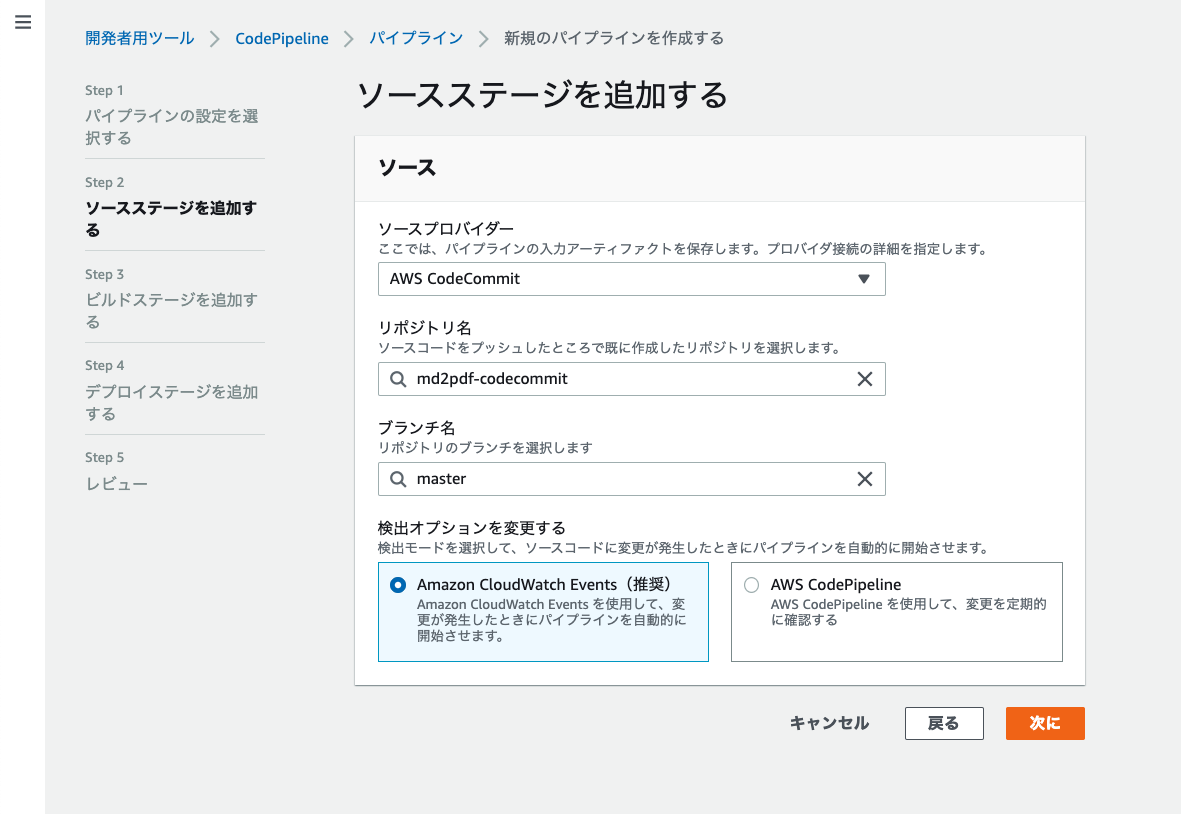 開発者用ツール > CodePipeline > パイプライン > 新規のパイプラインを作成する
Step 1
パイプラインの設定を選
択する
Step 2
ソースステージを追加す
る
Step 3
ビルドステージを追加す
る
Step 4
デプロイステージを追加
する
Step 5
レビュー
ソースステージを追加する
ソース
ソースプロバイダー
ここでは、パイプラインの入力アーティファクトを保存します。プロバイダ接続の詳細を指定します。
AWS CodeCommit
リポジトリ名
ソースコードをプッシュしたところで既に作成したリポジトリを選択します。
md2pdf-codecommit
ブランチ名
リポジトリのブランチを選択します
master
検出オプションを変更する
検出モードを選択して、ソースコードに変更が発生したときにパイプラインを自動的に開始させます。
Amazon CloudWatch Events（推奨）
Amazon CloudWatch Events を使用して、変
更が発生したときにパイプラインを自動的に
開始させます。
AWS CodePipeline
AWS CodePipeline を使用して、変更を定期的
に確認する
キャンセル
戻る
次に